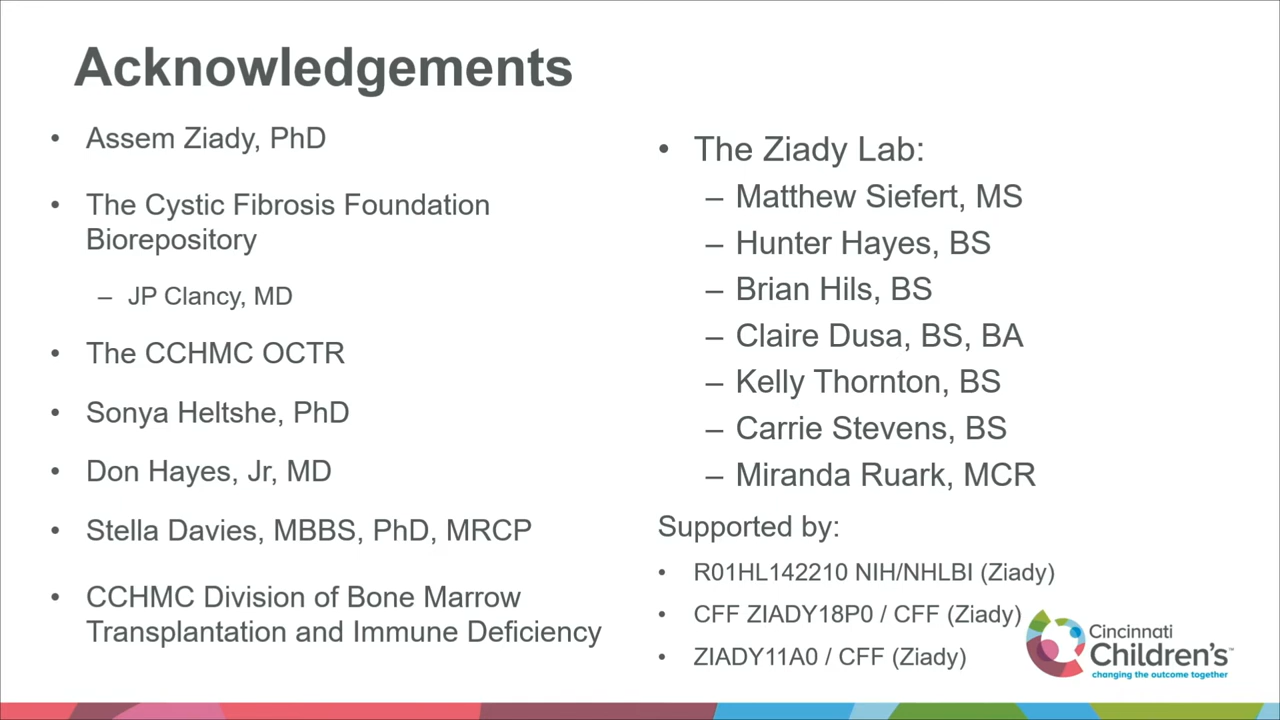 Acknowledgements
• Assem Ziady, PhD
• The Cystic Fibrosis Foundation
Biorepository
– JP Clancy, MD
• The CCHMC OCTR
• Sonya Heltshe, PhD
• Don Hayes, Jr, MD
• Stella Davies, MBBS, PhD, MRCP
• CCHMC Division of Bone Marrow
Transplantation and Immune Deficiency
• The Ziady Lab:
– Matthew Siefert, MS
– Hunter Hayes, BS
– Brian Hils, BS
– Claire Dusa, BS, BA
– Kelly Thornton, BS
– Carrie Stevens, BS
– Miranda Ruark, MCR
Supported by:
• R01HL142210 NIH/NHLBI (Ziady)
• CFF ZIADY18P0 / CFF (Ziady)
• ZIADY11A0 / CFF (Ziady)
Cincinnati
Children's™
changing the outcome together